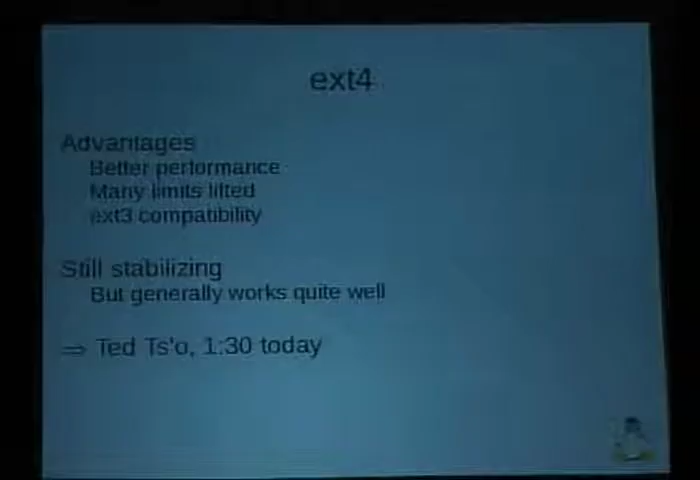 ext4
Advantages
Better performance
Many limits lifted
ext3 compatibility
Still stabilizing
But generally works quite well
⇒ Ted Ts'o, 1:30 today